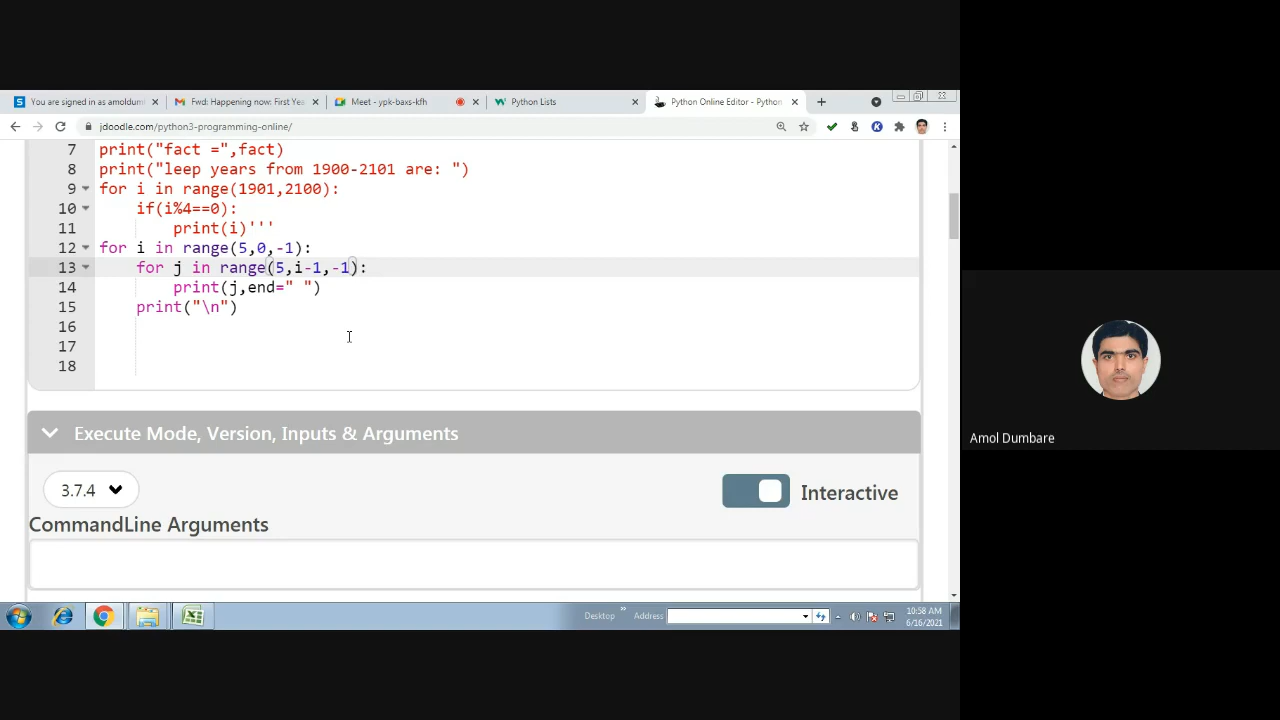 You are signed in as amoldum
Fwd: Happening now: First Yea
Meet - ypk-baxs-kfh
Python Lists
Python Online Editor - Python
jdoodle.com/python3-programming-online/
7 print("fact =",fact)
8 print("leep years from 1900-2101 are: ")
9 for i in range(1901,2100):
10 if(i%4==0):
11 print(i)'''
12 for i in range(5,0,-1):
13 for j in range(5,i-1,-1):
14 print(j,end=" ")
15 print("\n")
16
17
18
Execute Mode, Version, Inputs & Arguments
3.7.4
Interactive
CommandLine Arguments
Amol Dumbare
Desktop
Address
10:58 AM
6/16/2021